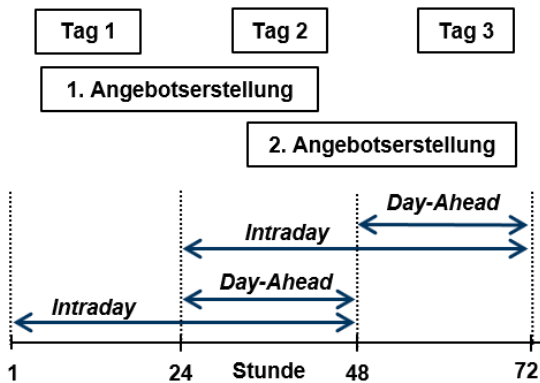 Tag 1 Tag 2 Tag 3
1. Angebotserstellung
2. Angebotserstellung
Day-Ahead
Intraday
Day-Ahead
Intraday
1 24 Stunde 48 72